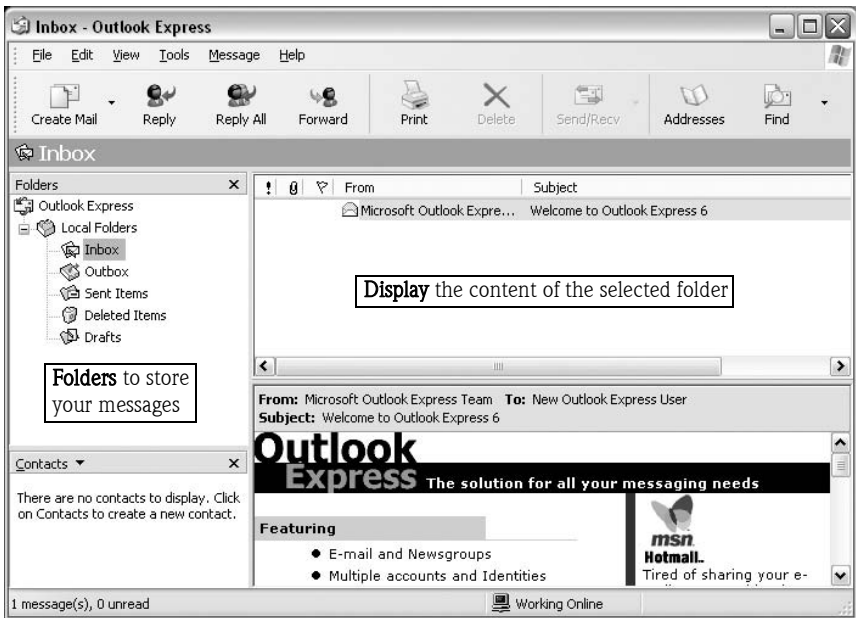 Inbox - Outlook Express
File Edit View Tools Message Help
Create Mail Reply Reply All Forward Print Delete Send/Recv Addresses Find
Inbox
Folders
Outlook Express
Local Folders
Inbox
Outbox
Sent Items
Deleted Items
Drafts
Folders to store
your messages
Contacts
There are no contacts to display. Click
on Contacts to create a new contact.
! From Subject
Microsoft Outlook Expre... Welcome to Outlook Express 6
Display the content of the selected folder
From: Microsoft Outlook Express Team To: New Outlook Express User
Subject: Welcome to Outlook Express 6
Outlook
Express The solution for all your messaging needs
Featuring
• E-mail and Newsgroups
• Multiple accounts and Identities
msn
Hotmail.
Tired of sharing your e-
1 message(s), 0 unread Working Online